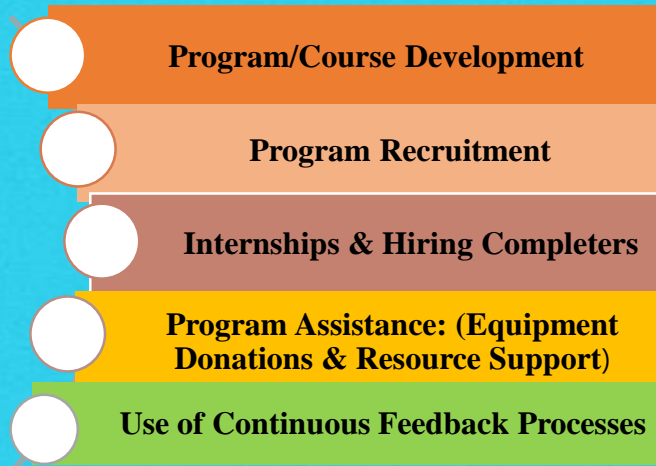 Program/Course Development
Program Recruitment
Internships & Hiring Completers
Program Assistance: (Equipment
Donations & Resource Support)
Use of Continuous Feedback Processes